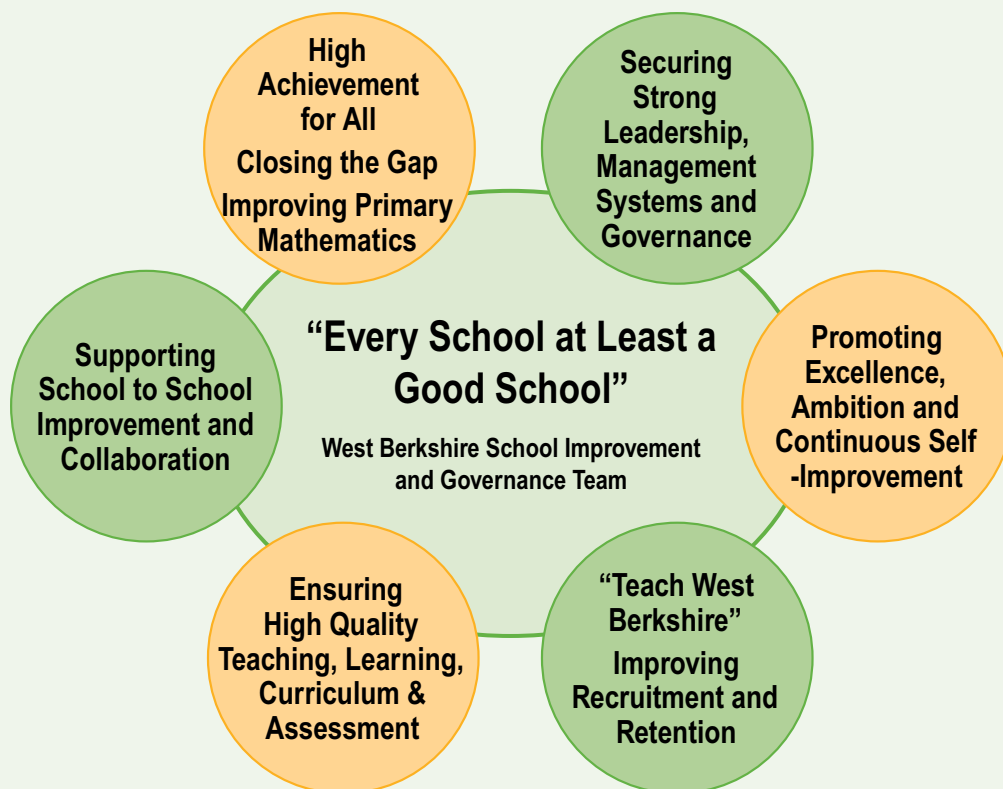 High
Achievement
for All
Closing the Gap
Improving Primary
Mathematics
Securing
Strong
Leadership,
Management
Systems and
Governance
Supporting
School to School
Improvement and
Collaboration
“Every School at Least a
Good School”
West Berkshire School Improvement
and Governance Team
Promoting
Excellence,
Ambition and
Continuous Self
-Improvement
Ensuring
High Quality
Teaching, Learning,
Curriculum &
Assessment
“Teach West
Berkshire”
Improving
Recruitment and
Retention